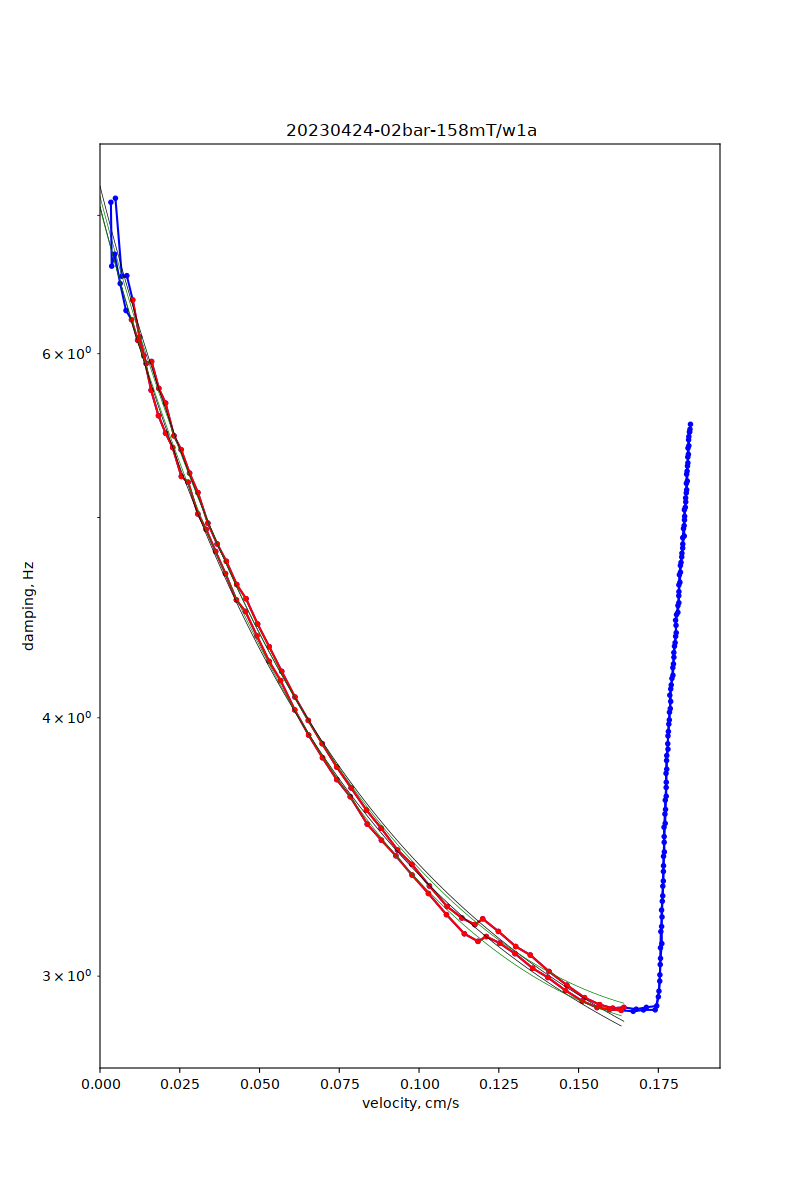 20230424-02bar-158mT/w1a
6 × 10⁰
4 × 10⁰
3 × 10⁰
damping, Hz
0.000 0.025 0.050 0.075 0.100 0.125 0.150 0.175
velocity, cm/s